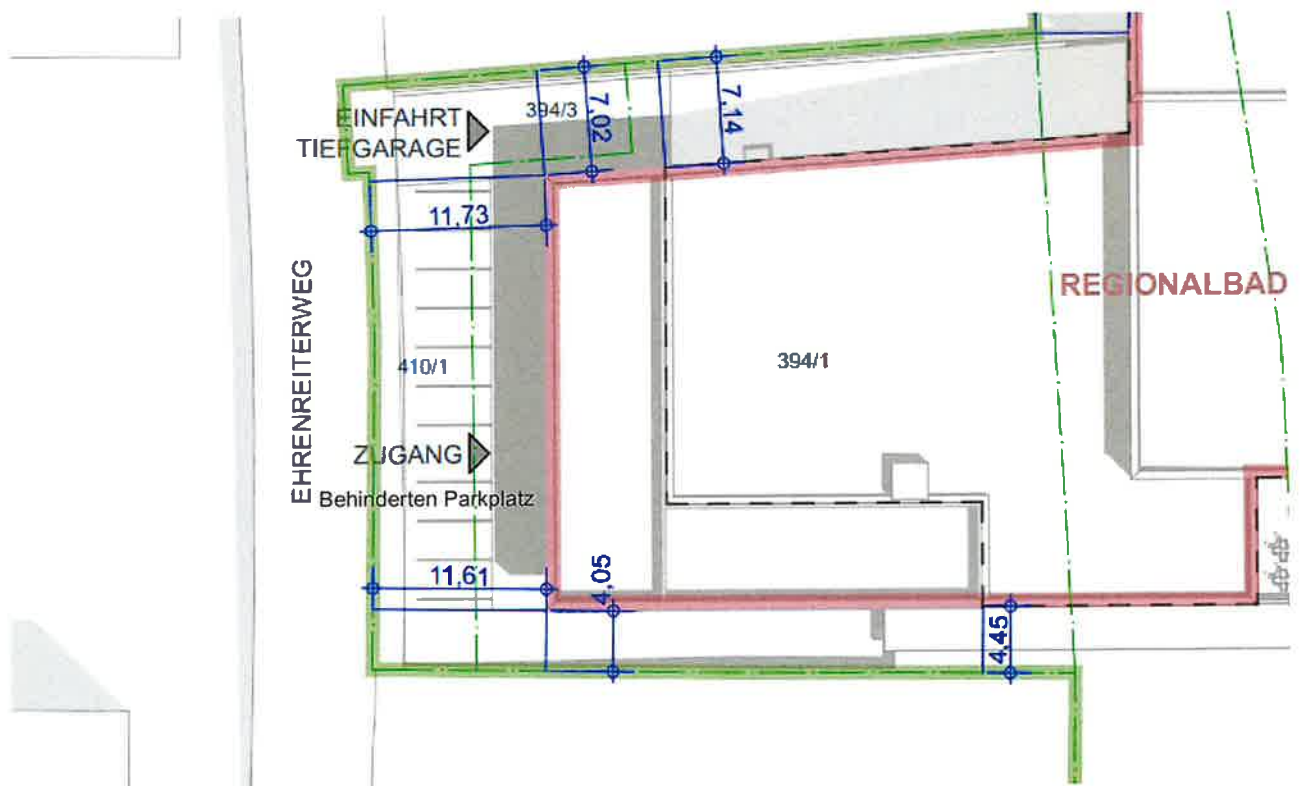 EINFAHRT
TIEFGARAGE
394/3
7,02
7,14
11,73
REGIONALBAD
EHRENREITERWEG
410/1
394/1
ZUGANG
Behinderten Parkplatz
11,61
4,05
4,45